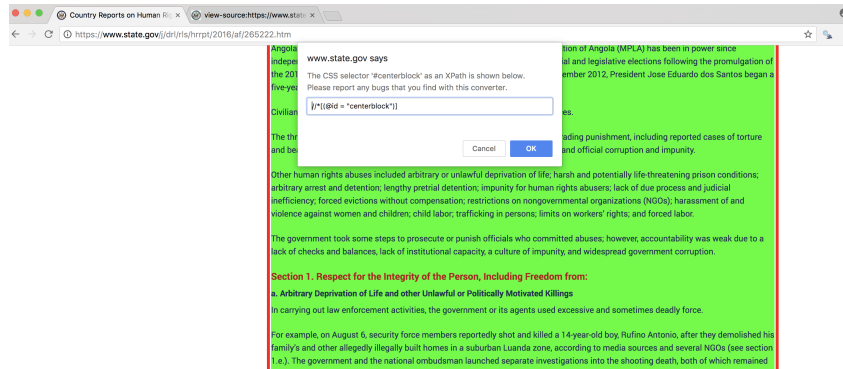 Country Reports on Human Ri
view-source:https://www.stat
https://www.state.gov/j/drl/rls/hrrpt/2016/af/265222.htm
www.state.gov says
The CSS selector '#centerblock' as an XPath is shown below.
Please report any bugs that you find with this converter.
//*[(@id = "centerblock")]
Cancel OK
Angola tion of Angola (MPLA) has been in power since
indepen ial and legislative elections following the promulgation of
the 201 ember 2012, President Jose Eduardo dos Santos began a
five-yea
Civilian es.
The thr ading punishment, including reported cases of torture
and be and official corruption and impunity.
Other human rights abuses included arbitrary or unlawful deprivation of life; harsh and potentially life-threatening prison conditions;
arbitrary arrest and detention; lengthy pretrial detention; impunity for human rights abusers; lack of due process and judicial
inefficiency; forced evictions without compensation; restrictions on nongovernmental organizations (NGOs); harassment of and
violence against women and children; child labor; trafficking in persons; limits on workers' rights; and forced labor.
The government took some steps to prosecute or punish officials who committed abuses; however, accountability was weak due to a
lack of checks and balances, lack of institutional capacity, a culture of impunity, and widespread government corruption.
Section 1. Respect for the Integrity of the Person, Including Freedom from:
a. Arbitrary Deprivation of Life and other Unlawful or Politically Motivated Killings
In carrying out law enforcement activities, the government or its agents used excessive and sometimes deadly force.
For example, on August 6, security force members reportedly shot and killed a 14-year-old boy, Rufino Antonio, after they demolished his
family's and other allegedly illegally built homes in a suburban Luanda zone, according to media sources and several NGOs (see section
1.e.). The government and the national ombudsman launched separate investigations into the shooting death, both of which remained